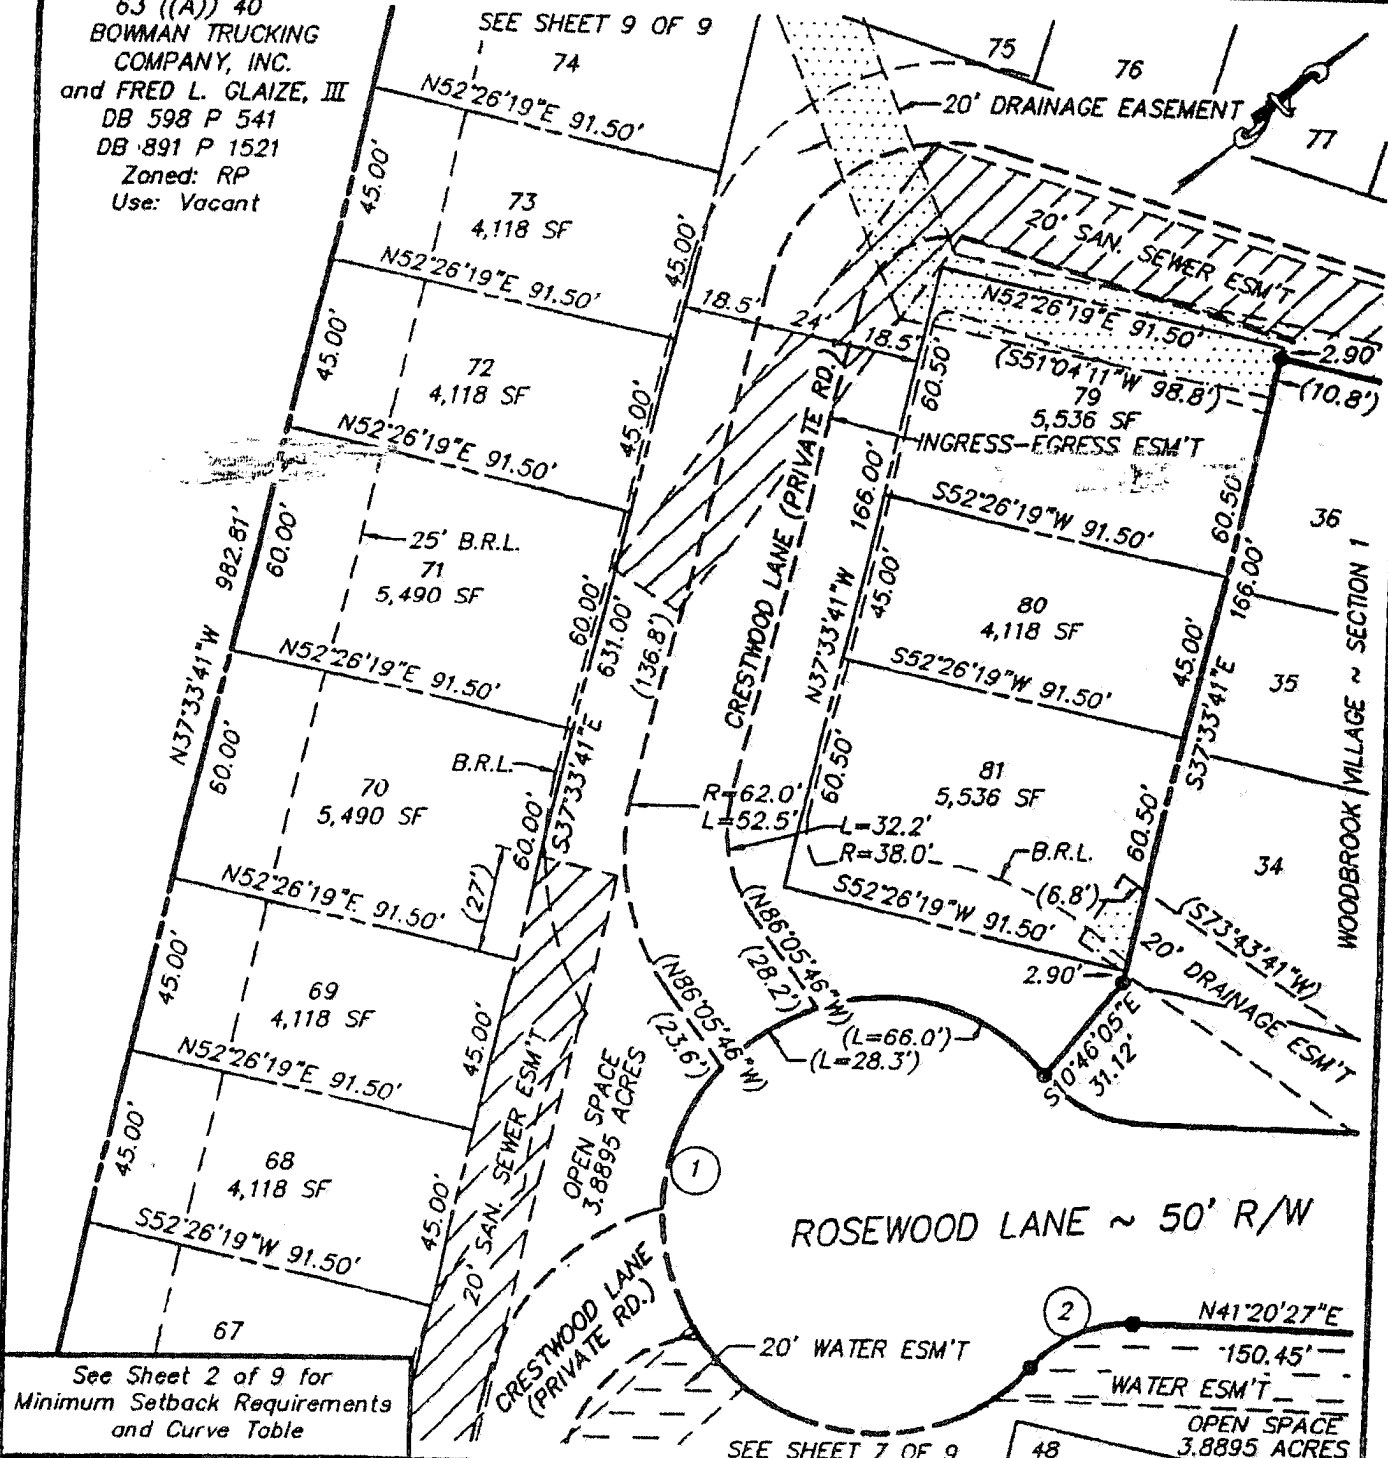 63 ((A)) 40
BOWMAN TRUCKING
COMPANY, INC.
and FRED L. GLAIZE, III
DB 598 P 541
DB 891 P 1521
Zoned: RP
Use: Vacant
SEE SHEET 9 OF 9
74
75
76
77
20' DRAINAGE EASEMENT
N52°26'19"E 91.50'
45.00'
73
4,118 SF
45.00'
20' SAN. SEWER ESM'T
N52°26'19"E 91.50'
18.5'
24'
18.5'
N52°26'19"E 91.50'
2.90'
(S51°04'11"W 98.8')
(10.8')
45.00'
72
4,118 SF
45.00'
60.50'
79
5,536 SF
INGRESS-EGRESS ESM'T
N52°26'19"E 91.50'
CRESTWOOD LANE (PRIVATE RD.)
166.00'
N37°33'41"W
S52°26'19"W 91.50'
60.50'
166.00'
36
N37°33'41"W 982.81'
60.00'
25' B.R.L.
71
5,490 SF
60.00'
631.00'
S37°33'41"E
(136.8')
45.00'
80
4,118 SF
45.00'
S37°33'41"E
35
WOODBROOK VILLAGE ~ SECTION 1
N52°26'19"E 91.50'
S52°26'19"W 91.50'
60.00'
70
5,490 SF
B.R.L.
60.00'
(27')
R=62.0'
L=52.5'
60.50'
81
5,536 SF
60.50'
L=32.2'
R=38.0'
B.R.L.
(6.8')
34
N52°26'19"E 91.50'
S52°26'19"W 91.50'
(S73°43'41"W)
20' DRAINAGE ESM'T
2.90'
(N86°05'46"W)
(28.2')
(N86°05'46"W)
(23.6')
45.00'
69
4,118 SF
45.00'
(L=66.0')
(L=28.3')
S10°46'05"E
31.12'
N52°26'19"E 91.50'
20' SAN. SEWER ESM'T
OPEN SPACE
3.8895 ACRES
45.00'
68
4,118 SF
45.00'
1
ROSEWOOD LANE ~ 50' R/W
S52°26'19"W 91.50'
CRESTWOOD LANE
(PRIVATE RD.)
67
2
N41°20'27"E
150.45'
20' WATER ESM'T
WATER ESM'T
OPEN SPACE
3.8895 ACRES
48
SEE SHEET 7 OF 9
See Sheet 2 of 9 for
Minimum Setback Requirements
and Curve Table